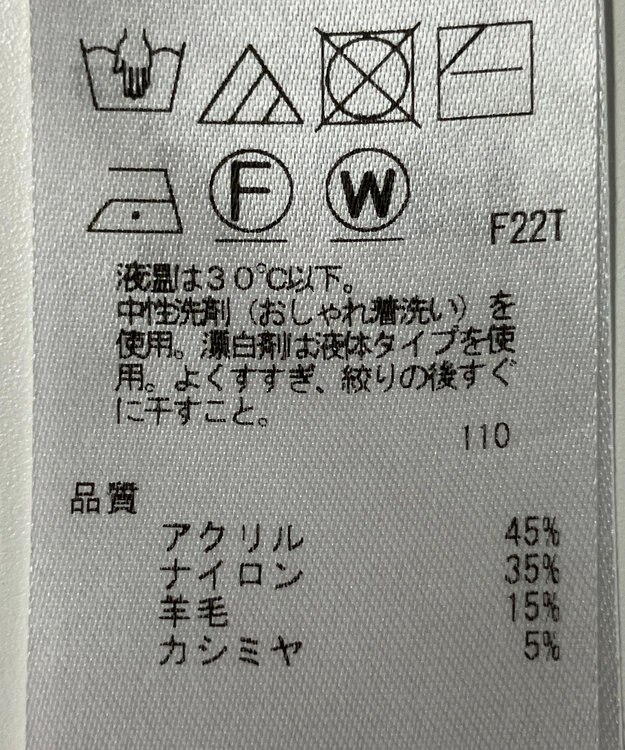 F
W
F22T
液温は30℃以下。
中性洗剤（おしゃれ着洗い）を
使用。漂白剤は液体タイプを使
用。よくすすぎ、絞りの後すぐ
に干すこと。
110
品質
アクリル 45%
ナイロン 35%
羊毛 15%
カシミヤ 5%